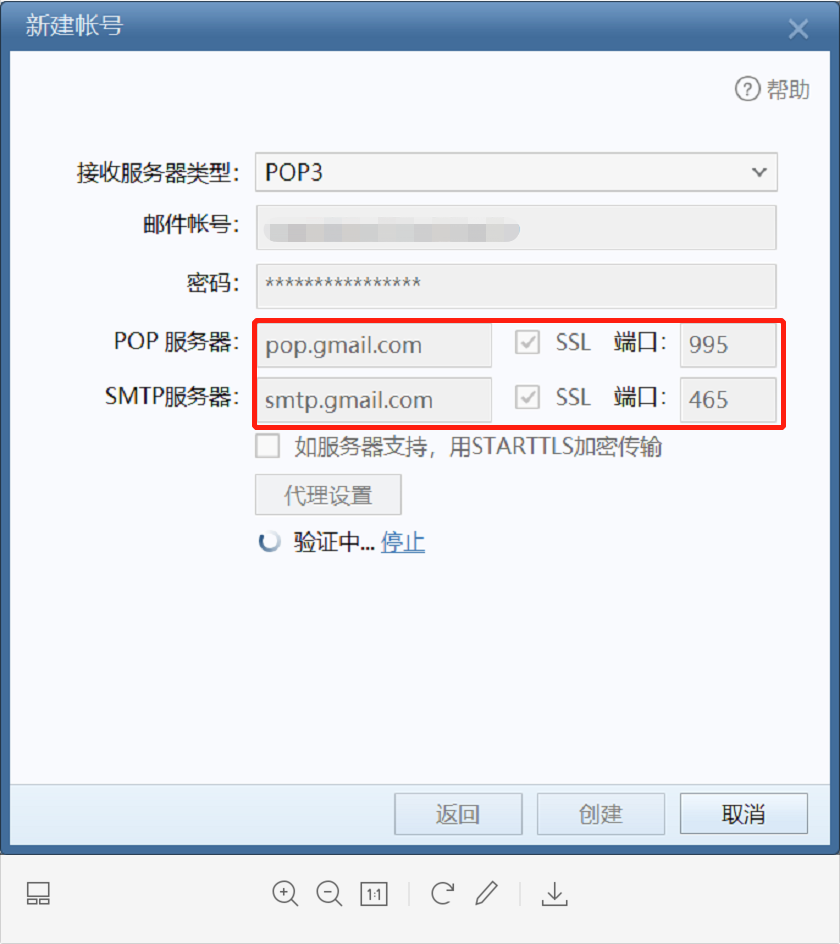 新建帐号
帮助
接收服务器类型： POP3
邮件帐号：
密码： ****************
POP 服务器： pop.gmail.com SSL 端口： 995
SMTP服务器： smtp.gmail.com SSL 端口： 465
如服务器支持，用STARTTLS加密传输
代理设置
验证中... 停止
返回 创建 取消
1:1